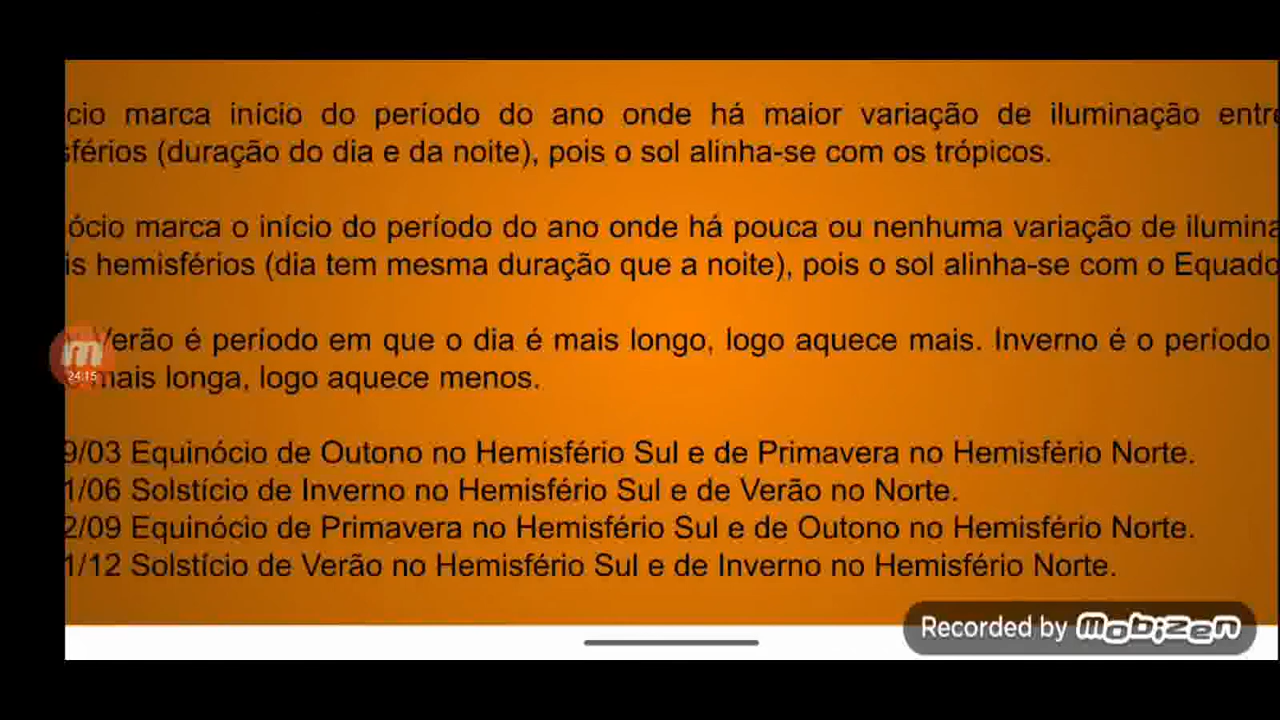 cio marca início do período do ano onde há maior variação de iluminação entre
sférios (duração do dia e da noite), pois o sol alinha-se com os trópicos.
ócio marca o início do período do ano onde há pouca ou nenhuma variação de ilumina
is hemisférios (dia tem mesma duração que a noite), pois o sol alinha-se com o Equado
Verão é período em que o dia é mais longo, logo aquece mais. Inverno é o período
24:15
mais longa, logo aquece menos.
9/03 Equinócio de Outono no Hemisfério Sul e de Primavera no Hemisfério Norte.
1/06 Solstício de Inverno no Hemisfério Sul e de Verão no Norte.
2/09 Equinócio de Primavera no Hemisfério Sul e de Outono no Hemisfério Norte.
1/12 Solstício de Verão no Hemisfério Sul e de Inverno no Hemisfério Norte.
Recorded by mobizen